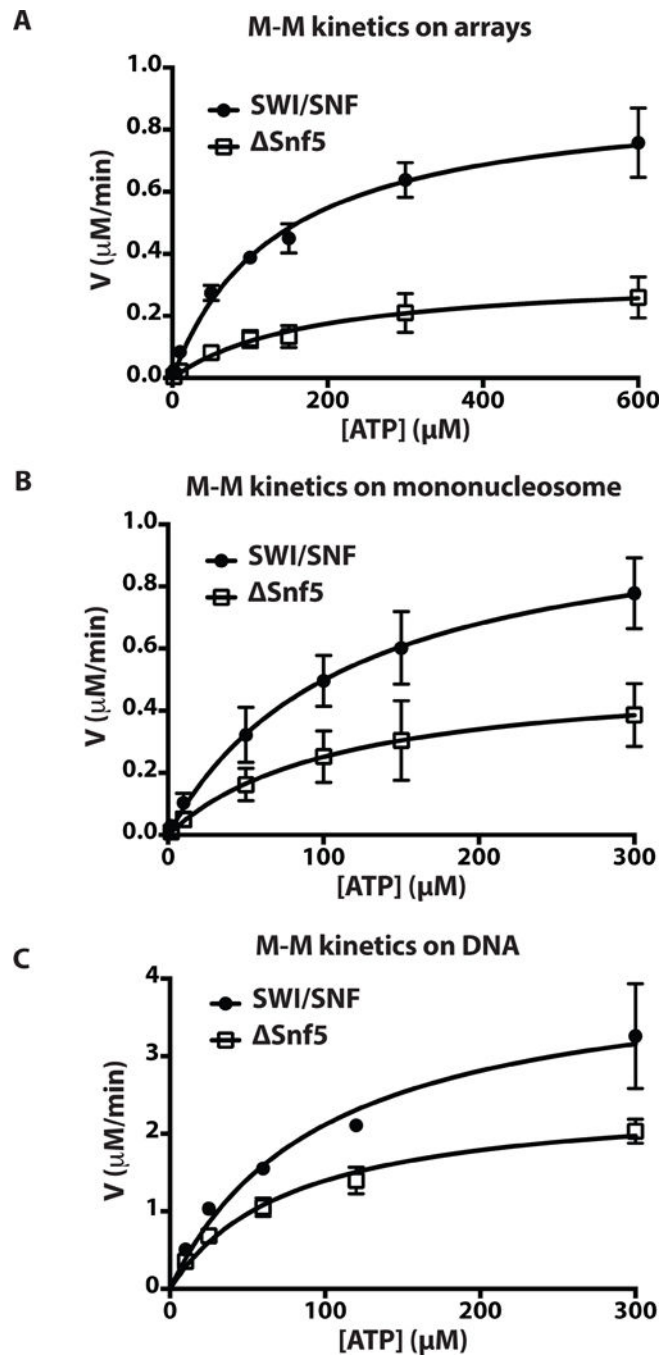 A
M-M kinetics on arrays
SWI/SNF
ΔSnf5
V (μM/min)
1.0
0.8
0.6
0.4
0.2
0.0
0 200 400 600
[ATP] (μM)
B
M-M kinetics on mononucleosome
SWI/SNF
ΔSnf5
V (μM/min)
1.0
0.8
0.6
0.4
0.2
0.0
0 100 200 300
[ATP] (μM)
C
M-M kinetics on DNA
SWI/SNF
ΔSnf5
V (μM/min)
4
3
2
1
0
0 100 200 300
[ATP] (μM)